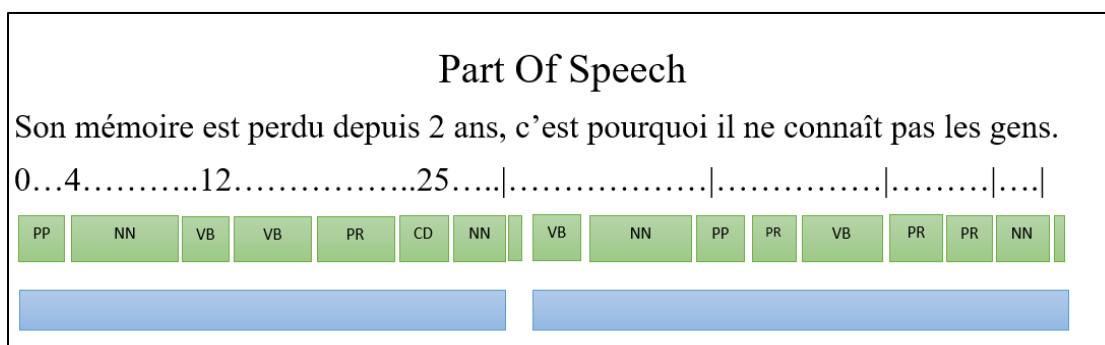 Part Of Speech
Son mémoire est perdu depuis 2 ans, c’est pourquoi il ne connaît pas les gens.
0…4………..12……………..25…..|………………..|…………….|………|….|
PP NN VB VB PR CD NN VB NN PP PR VB PR PR NN